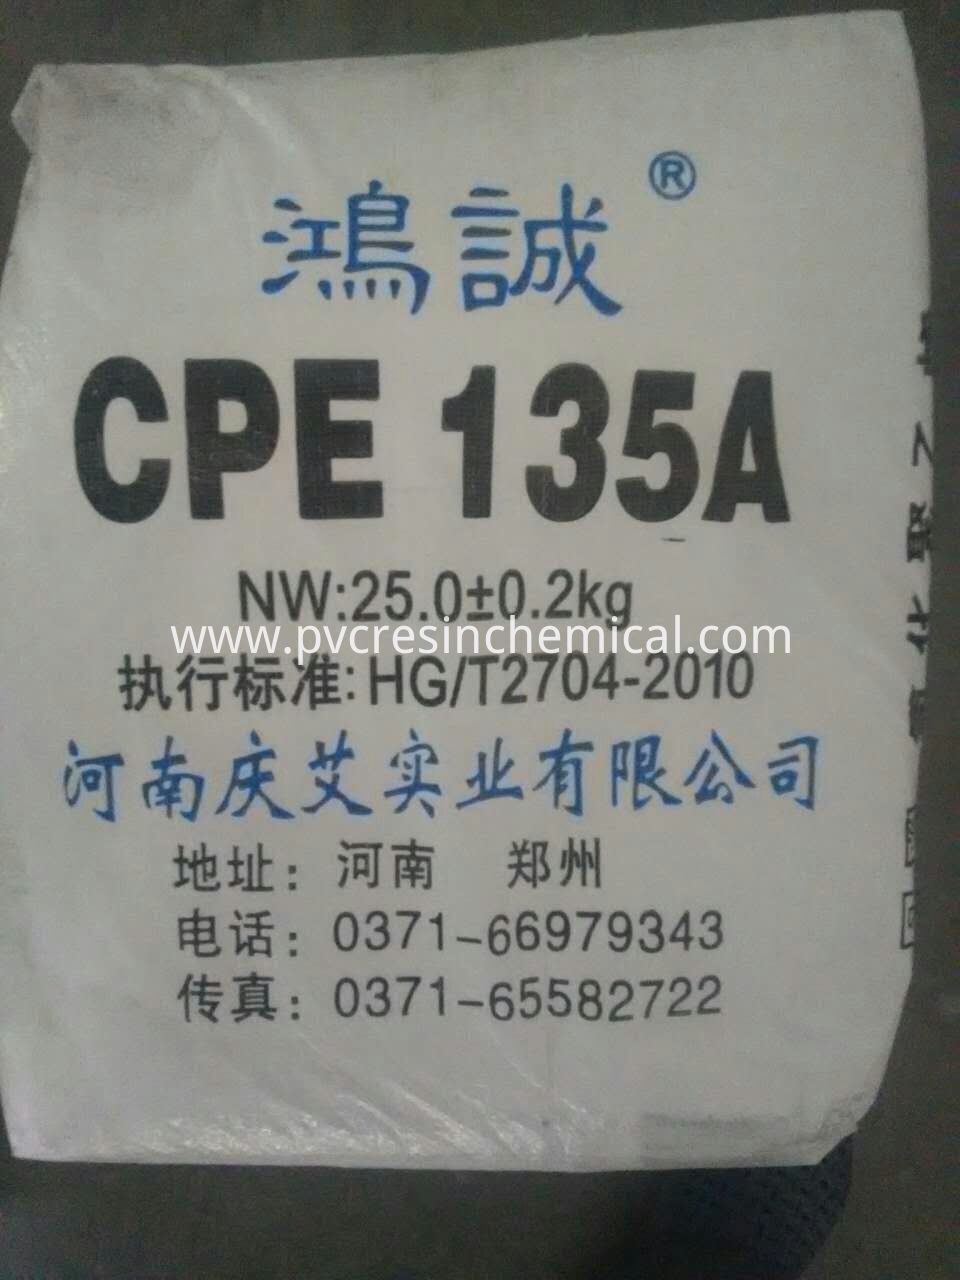 鴻誠®
CPE 135A
NW:25.0±0.2kg
www.pvcresinchemical.com
执行标准:HG/T2704-2010
河南庆艾实业有限公司
地址: 河南 郑州
电话: 0371-66979343
传真: 0371-65582722